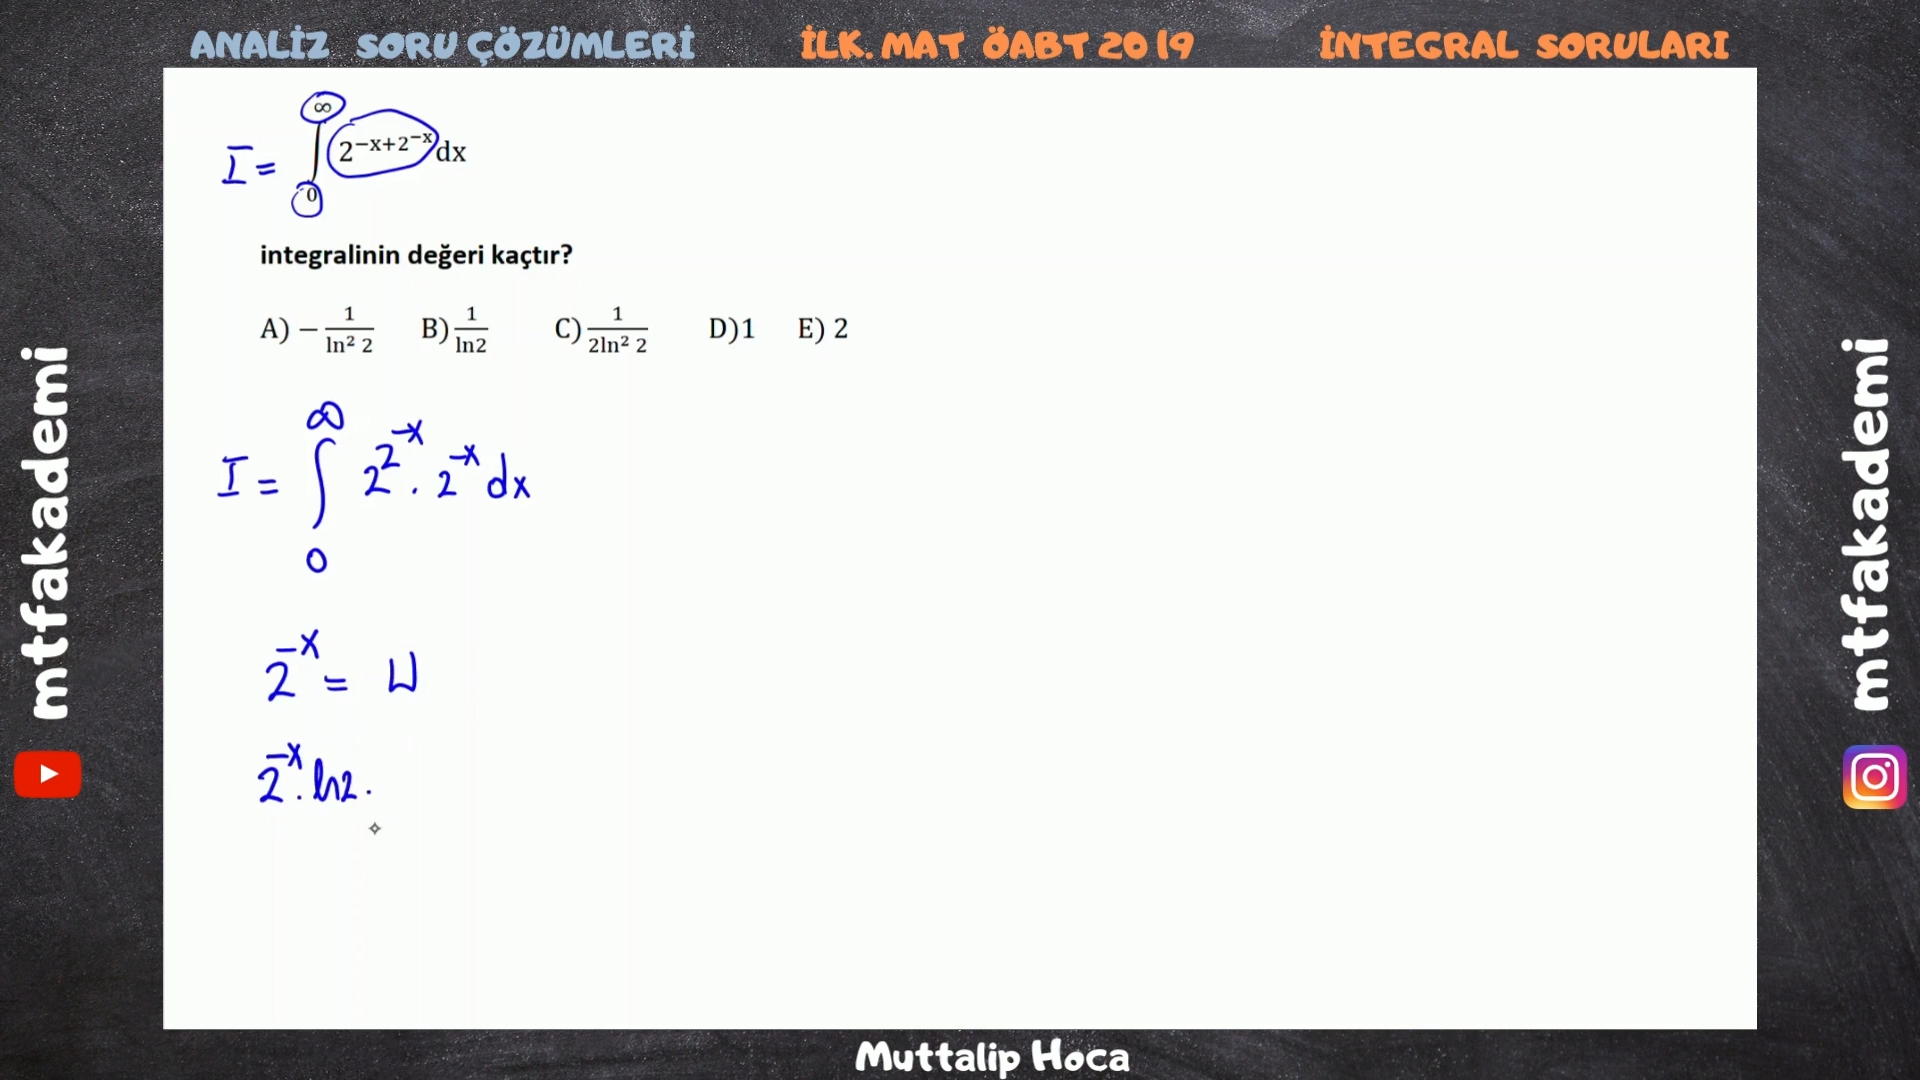 ANALİZ SORU ÇÖZÜMLERİ İLK. MAT ÖABT 2019 İNTEGRAL SORULARI
I = ∫₀^∞ 2^{-x+2^{-x}} dx
integralinin değeri kaçtır?
A) − 1/ln² 2 B) 1/ln2 C) 1/2ln² 2 D)1 E) 2
I = ∫₀^∞ 2^{2^{-x}} . 2^{-x} dx
2^{-x} = u
2^{-x} . ln2 .
mtfakademi
mtfakademi
Muttalip Hoca